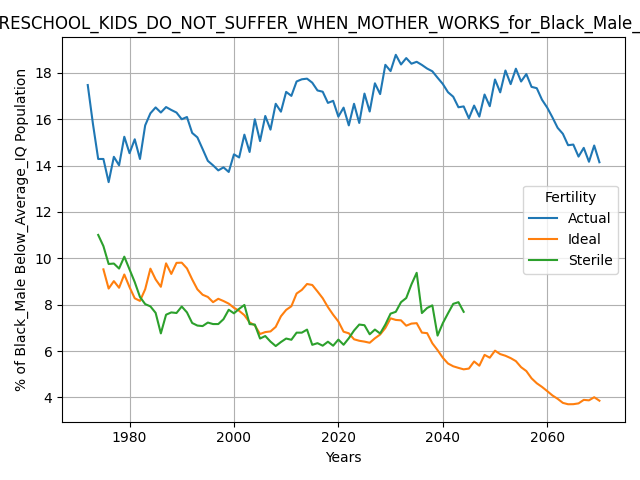 RESCHOOL_KIDS_DO_NOT_SUFFER_WHEN_MOTHER_WORKS_for_Black_Male_
% of Black_Male Below_Average_IQ Population
18
16
14
12
10
8
6
4
Fertility
Actual
Ideal
Sterile
1980
2000
2020
2040
2060
Years